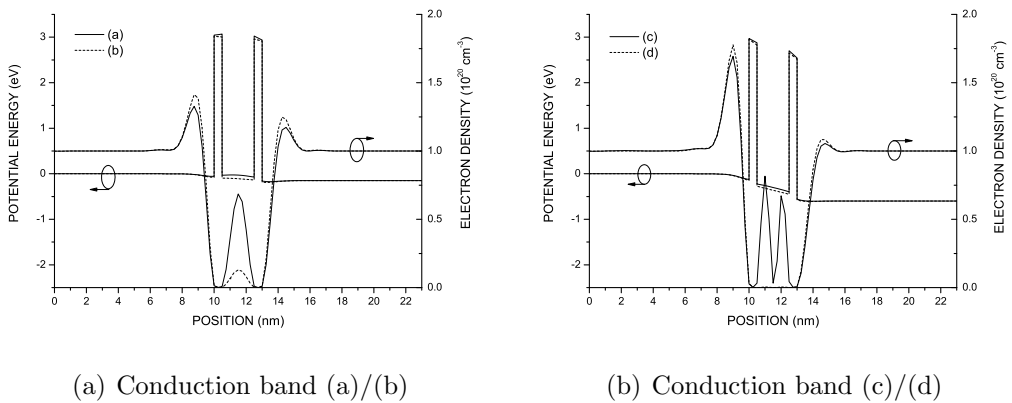 (a)
(b)
POTENTIAL ENERGY (eV)
3
2
1
0
-1
-2
ELECTRON DENSITY (10²⁰ cm⁻³)
2.0
1.5
1.0
0.5
0.0
0 2 4 6 8 10 12 14 16 18 20 22
POSITION (nm)
(a) Conduction band (a)/(b)
(c)
(d)
POTENTIAL ENERGY (eV)
3
2
1
0
-1
-2
ELECTRON DENSITY (10²⁰ cm⁻³)
2.0
1.5
1.0
0.5
0.0
0 2 4 6 8 10 12 14 16 18 20 22
POSITION (nm)
(b) Conduction band (c)/(d)